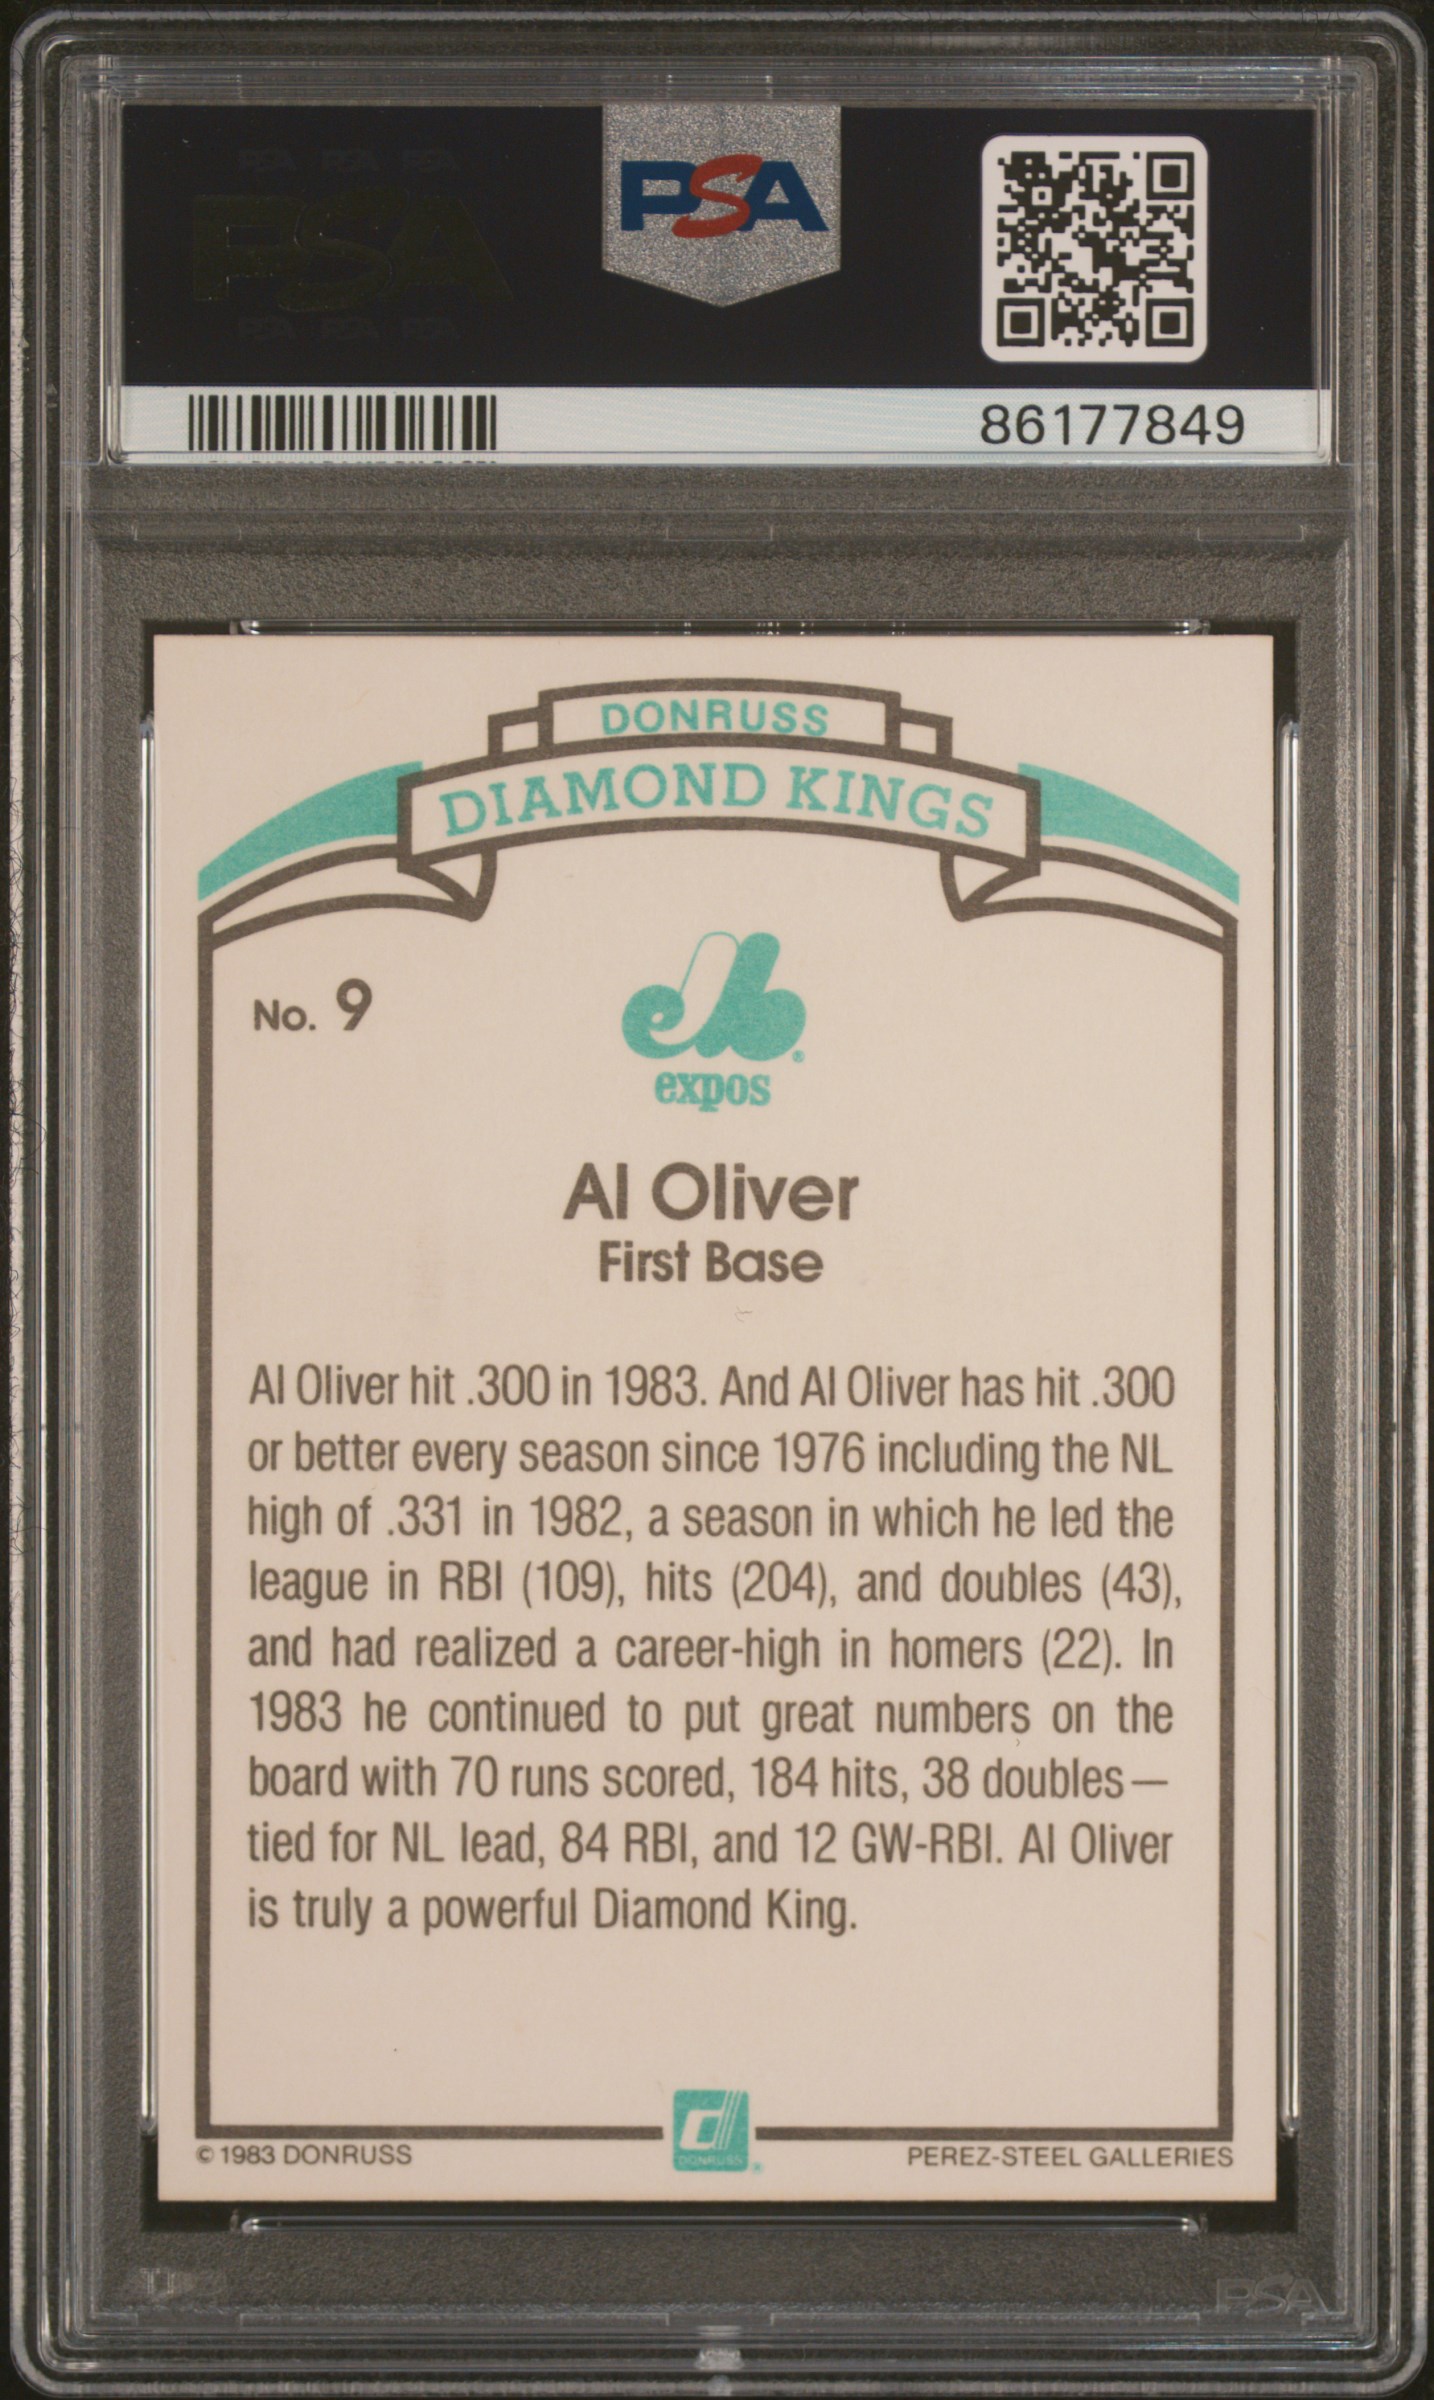 PSA
86177849
DONRUSS
DIAMOND KINGS
No. 9
expos
Al Oliver
First Base
Al Oliver hit .300 in 1983. And Al Oliver has hit .300
or better every season since 1976 including the NL
high of .331 in 1982, a season in which he led the
league in RBI (109), hits (204), and doubles (43),
and had realized a career-high in homers (22). In
1983 he continued to put great numbers on the
board with 70 runs scored, 184 hits, 38 doubles—
tied for NL lead, 84 RBI, and 12 GW-RBI. Al Oliver
is truly a powerful Diamond King.
© 1983 DONRUSS
DONRUSS®
PEREZ-STEEL GALLERIES
PSA